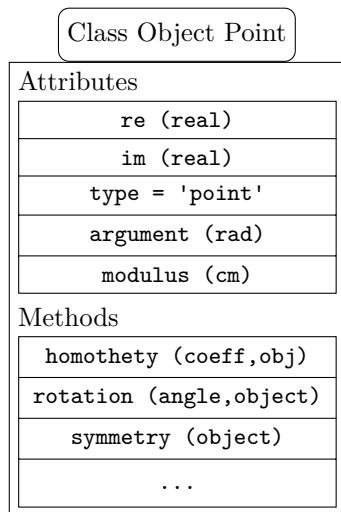 Class Object Point
Attributes
re (real)
im (real)
type = 'point'
argument (rad)
modulus (cm)
Methods
homothety (coeff,obj)
rotation (angle,object)
symmetry (object)
...